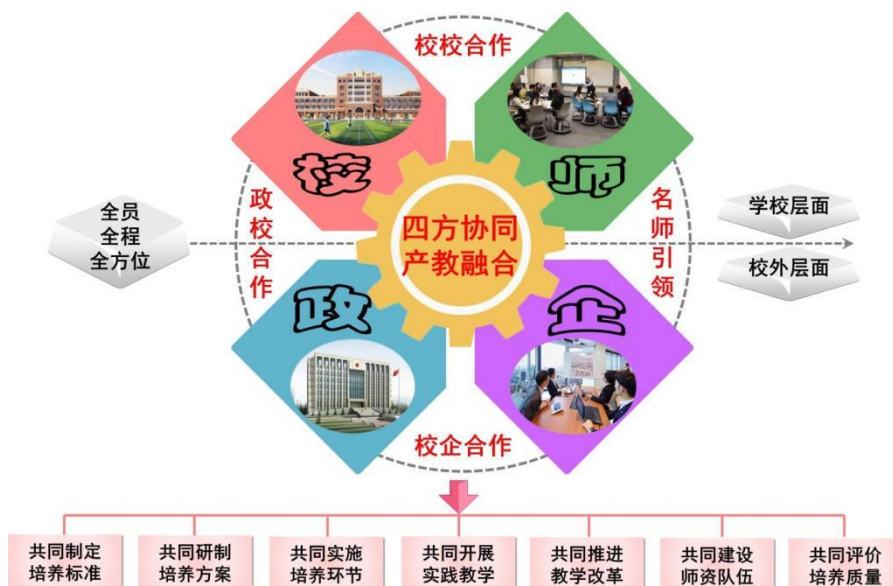 校校合作
校
师
全员
全程
全方位
政校合作
四方协同
产教融合
名师引领
学校层面
校外层面
政
企
校企合作
共同制定
培养标准
共同研制
培养方案
共同实施
培养环节
共同开展
实践教学
共同推进
教学改革
共同建设
师资队伍
共同评价
培养质量